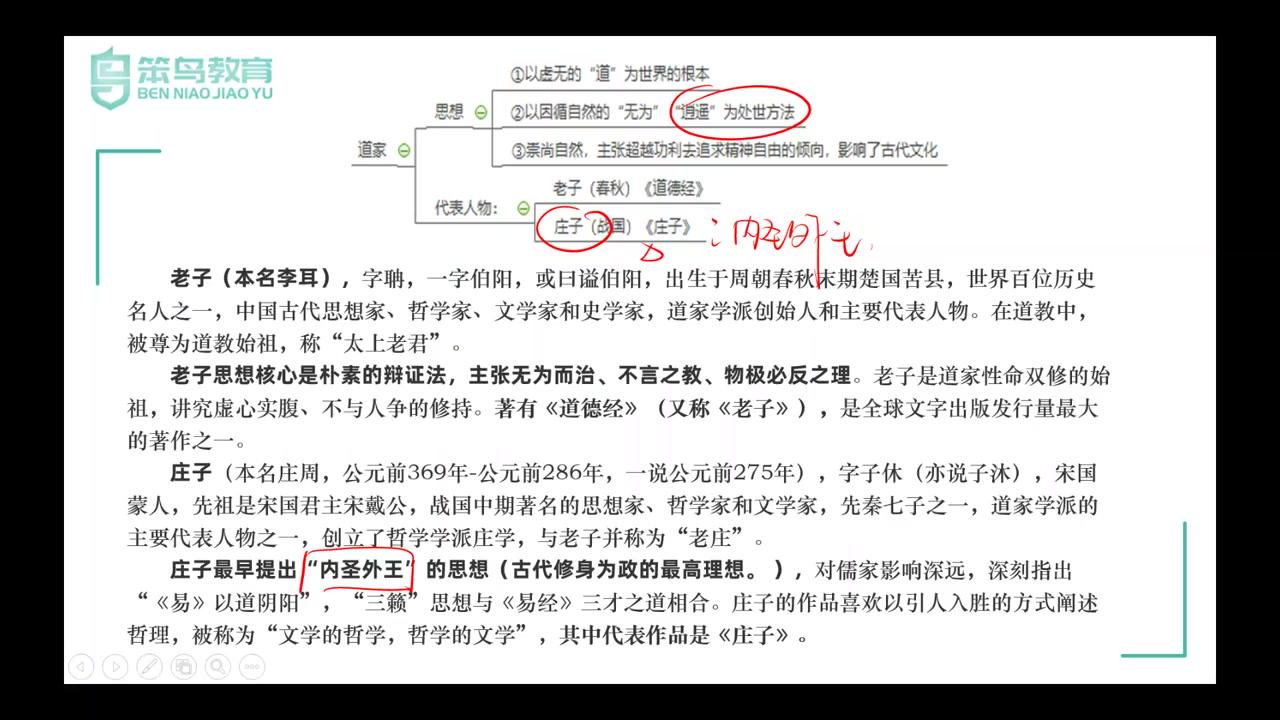 笨鸟教育
BEN NIAO JIAO YU
①以虚无的“道”为世界的根本
思想
②以因循自然的“无为”“逍遥”为处世方法
道家
③崇尚自然，主张超越功利去追求精神自由的倾向，影响了古代文化
老子（春秋）《道德经》
代表人物：
庄子（战国）《庄子》
：内圣外王
老子（本名李耳），字聃，一字伯阳，或曰谥伯阳，出生于周朝春秋末期楚国苦县，世界百位历史
名人之一，中国古代思想家、哲学家、文学家和史学家，道家学派创始人和主要代表人物。在道教中，
被尊为道教始祖，称“太上老君”。
老子思想核心是朴素的辩证法，主张无为而治、不言之教、物极必反之理。老子是道家性命双修的始
祖，讲究虚心实腹、不与人争的修持。著有《道德经》（又称《老子》），是全球文字出版发行量最大
的著作之一。
庄子（本名庄周，公元前369年-公元前286年，一说公元前275年），字子休（亦说子沐），宋国
蒙人，先祖是宋国君主宋戴公，战国中期著名的思想家、哲学家和文学家，先秦七子之一，道家学派的
主要代表人物之一，创立了哲学学派庄学，与老子并称为“老庄”。
庄子最早提出“内圣外王”的思想（古代修身为政的最高理想。），对儒家影响深远，深刻指出
“《易》以道阴阳”，“三籁”思想与《易经》三才之道相合。庄子的作品喜欢以引人入胜的方式阐述
哲理，被称为“文学的哲学，哲学的文学”，其中代表作品是《庄子》。